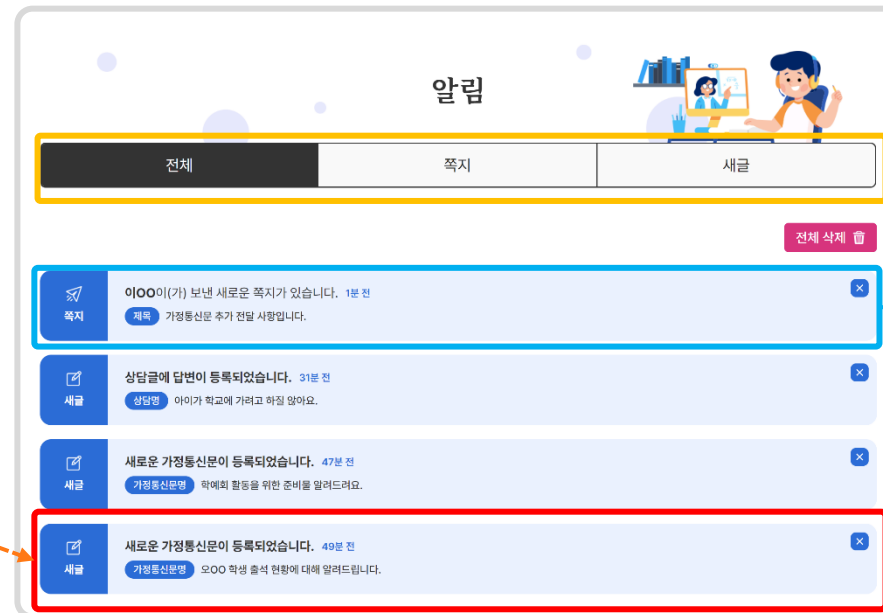 알림
전체 쪽지 새글
전체 삭제
이OO이(가) 보낸 새로운 쪽지가 있습니다. 1분 전
쪽지
제목 가정통신문 추가 전달 사항입니다.
상담글에 답변이 등록되었습니다. 31분 전
새글
상담명 아이가 학교에 가려고 하질 않아요.
새로운 가정통신문이 등록되었습니다. 47분 전
새글
가정통신문명 학예회 활동을 위한 준비물 알려드려요.
새로운 가정통신문이 등록되었습니다. 49분 전
새글
가정통신문명 오OO 학생 출석 현황에 대해 알려드립니다.